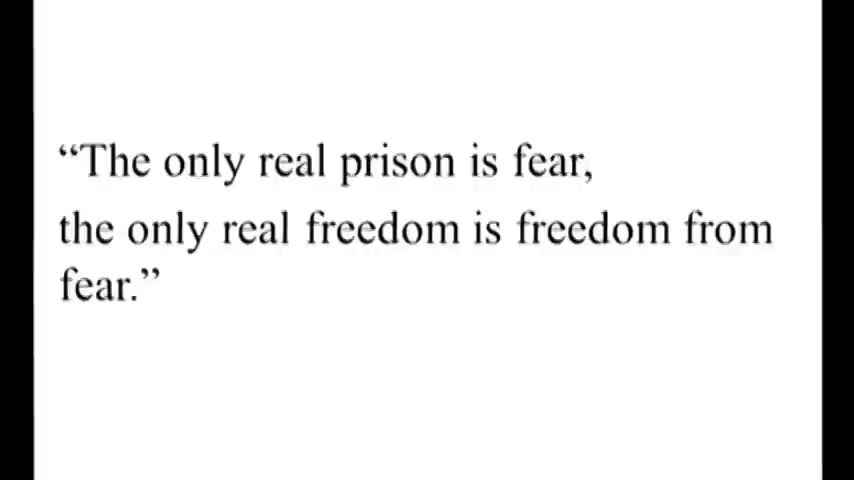 “The only real prison is fear,
the only real freedom is freedom from
fear.”